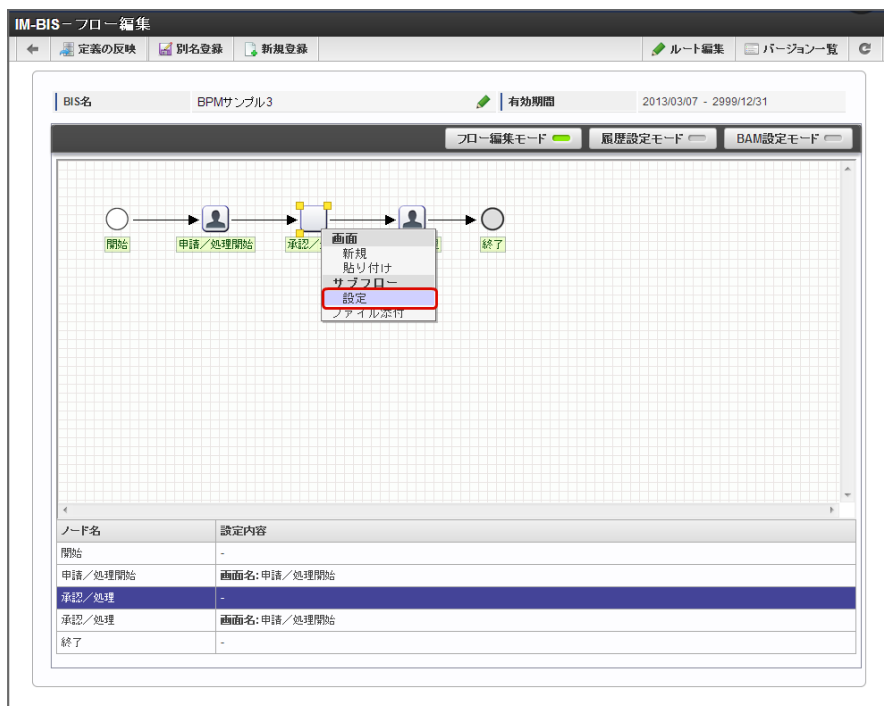 IM-BIS－フロー編集
定義の反映 別名登録 新規登録 ルート編集 バージョン一覧
BIS名 BPMサンプル3 有効期間 2013/03/07 - 2999/12/31
フロー編集モード 履歴設定モード BAM設定モード
開始 申請／処理開始 承認／ 終了
画面
新規
貼り付け
サブフロー
設定
ファイル添付
ノード名 設定内容
開始 -
申請／処理開始 画面名:申請／処理開始
承認／処理 -
承認／処理 画面名:申請／処理開始
終了 -